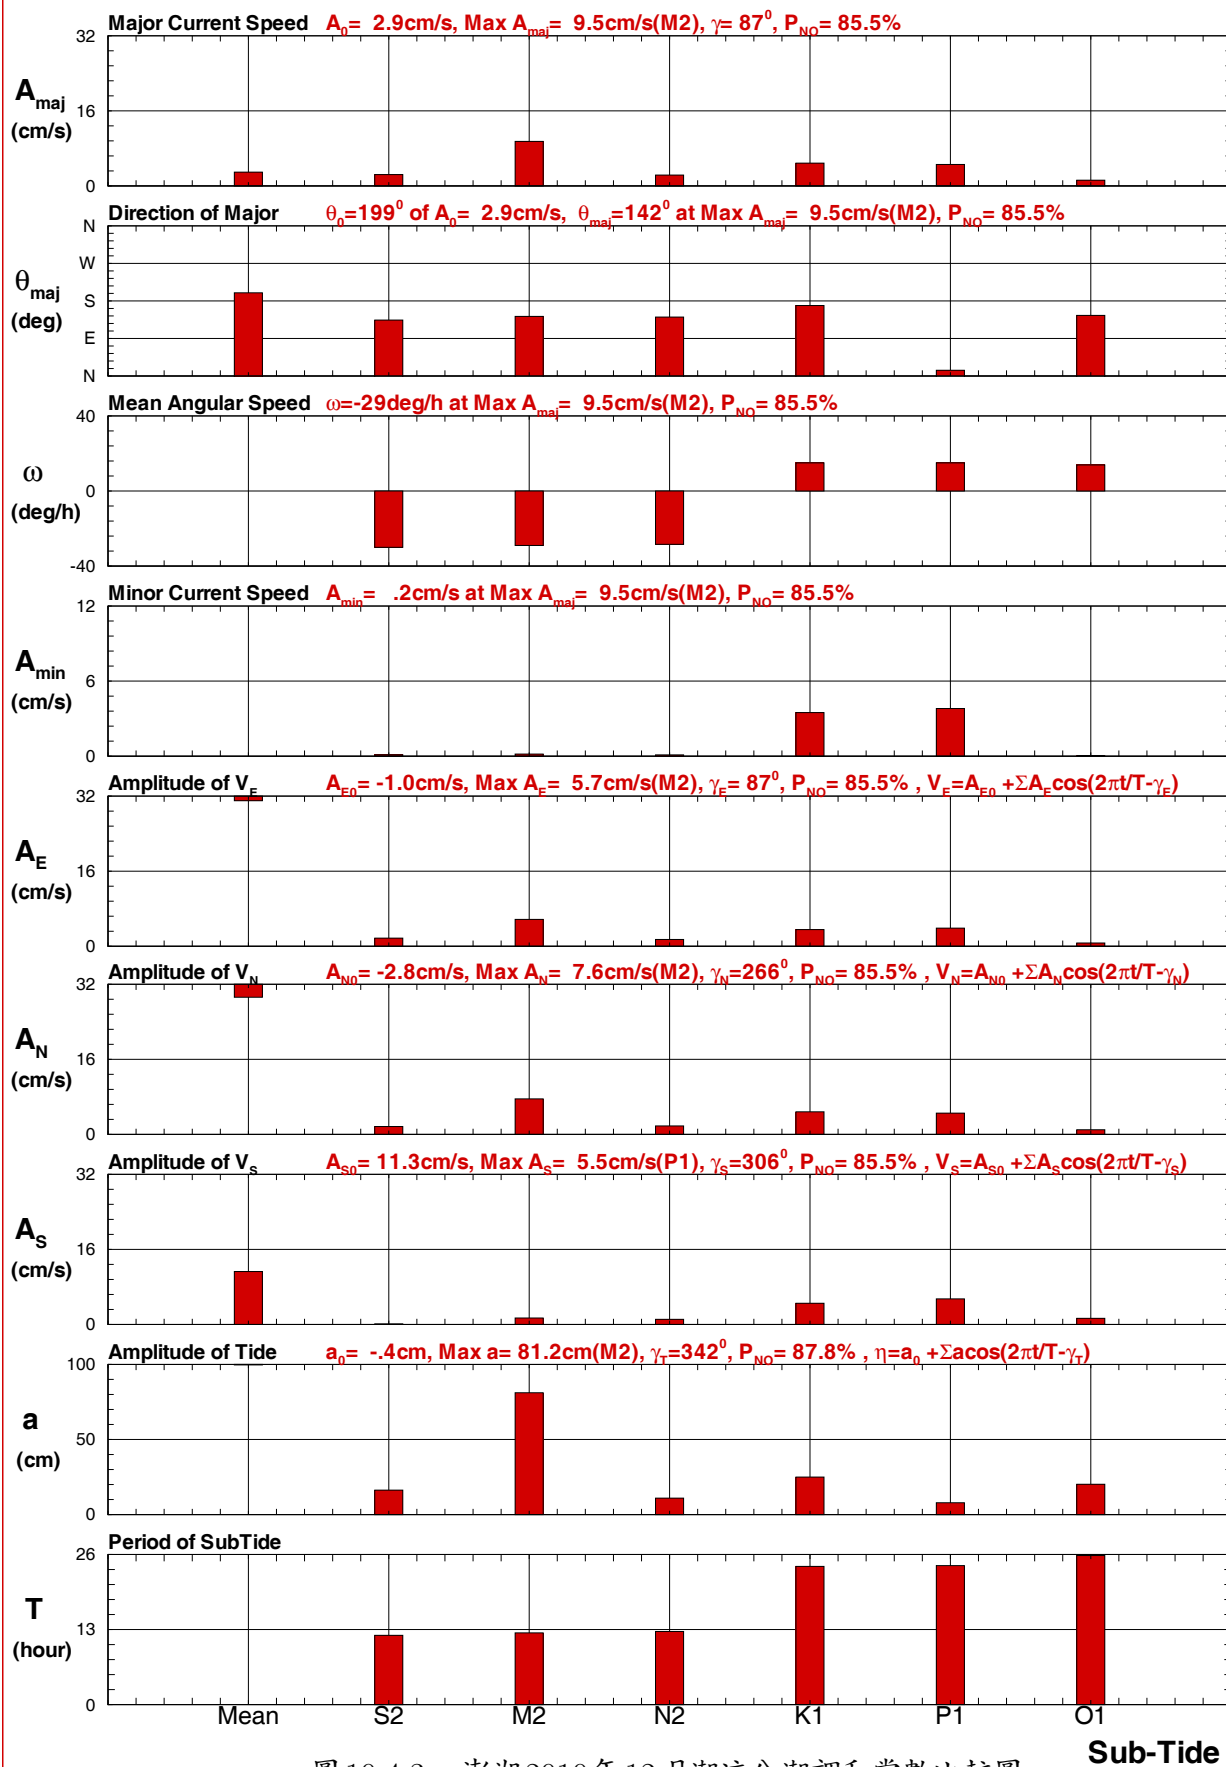 Major Current Speed A0= 2.9cm/s, Max Amaj= 9.5cm/s(M2), γ= 87⁰, PNO= 85.5%
32
Amaj
16
(cm/s)
0
Direction of Major θ0=199⁰ of A0= 2.9cm/s, θmaj=142⁰ at Max Amaj= 9.5cm/s(M2), PNO= 85.5%
N
W
θmaj
S
(deg)
E
N
Mean Angular Speed ω=-29deg/h at Max Amaj= 9.5cm/s(M2), PNO= 85.5%
40
ω
0
(deg/h)
-40
Minor Current Speed Amin= .2cm/s at Max Amaj= 9.5cm/s(M2), PNO= 85.5%
12
Amin
6
(cm/s)
0
Amplitude of VE AE0= -1.0cm/s, Max AE= 5.7cm/s(M2), γE= 87⁰, PNO= 85.5% , VE=AE0 +ΣAEcos(2πt/T-γE)
32
AE
16
(cm/s)
0
Amplitude of VN AN0= -2.8cm/s, Max AN= 7.6cm/s(M2), γN=266⁰, PNO= 85.5% , VN=AN0 +ΣANcos(2πt/T-γN)
32
AN
16
(cm/s)
0
Amplitude of VS AS0= 11.3cm/s, Max AS= 5.5cm/s(P1), γS=306⁰, PNO= 85.5% , VS=AS0 +ΣAScos(2πt/T-γS)
32
AS
16
(cm/s)
0
Amplitude of Tide a0= -.4cm, Max a= 81.2cm(M2), γT=342⁰, PNO= 87.8% , η=a0 +Σacos(2πt/T-γT)
100
a
50
(cm)
0
Period of SubTide
26
T
13
(hour)
0
Mean S2 M2 N2 K1 P1 O1
Sub-Tide